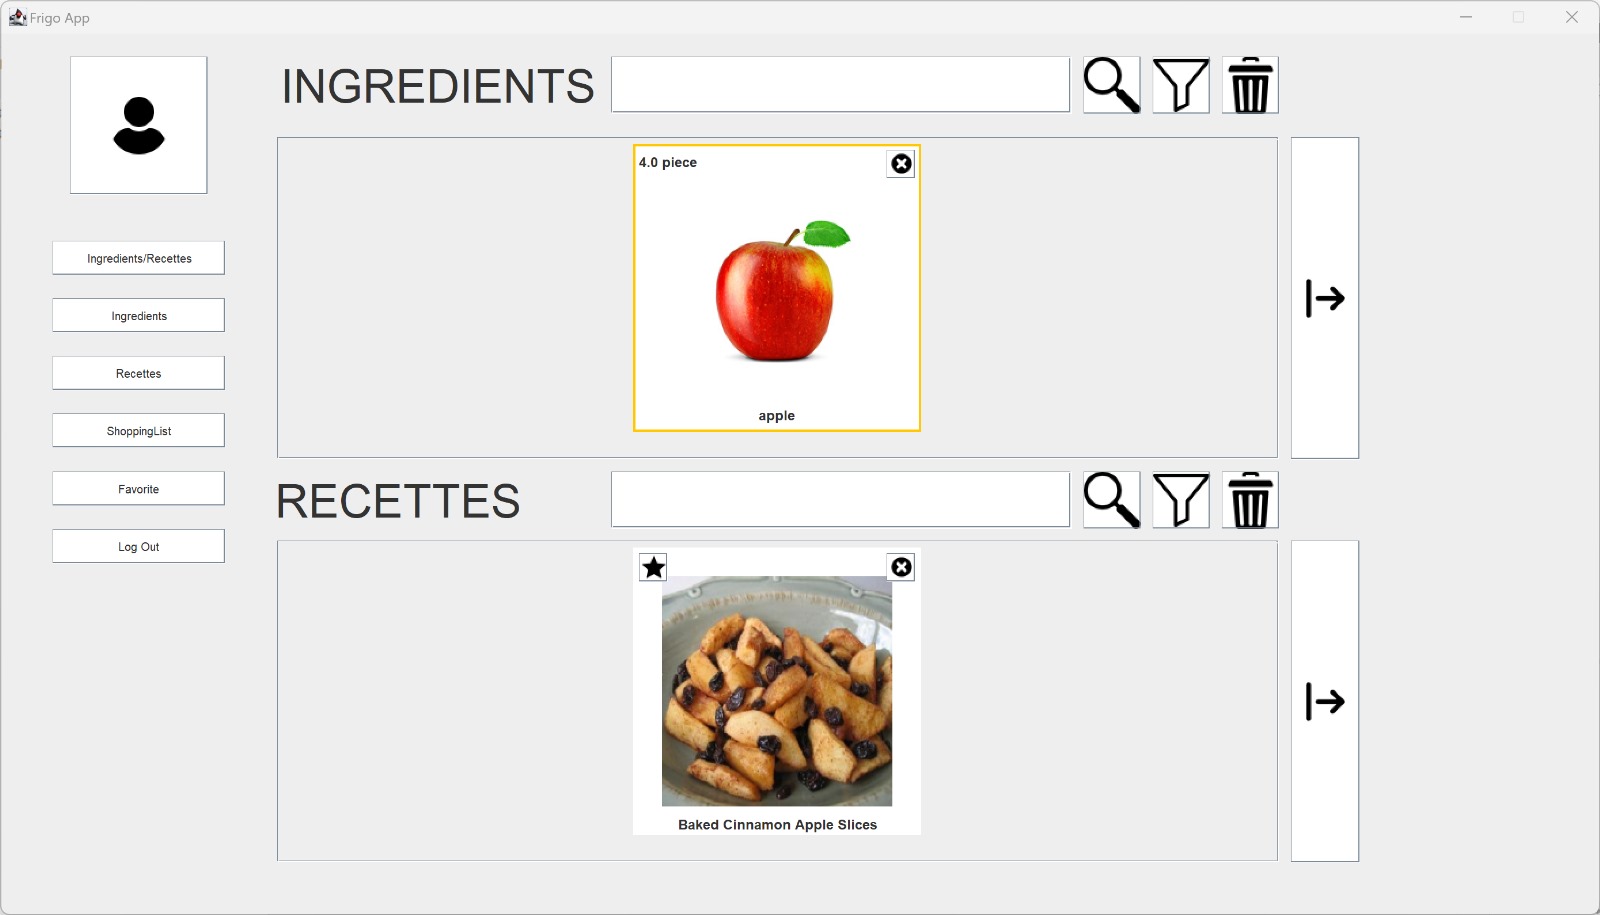 Frigo App
INGREDIENTS
4.0 piece
apple
Ingredients/Recettes
Ingredients
Recettes
ShoppingList
Favorite
Log Out
RECETTES
Baked Cinnamon Apple Slices